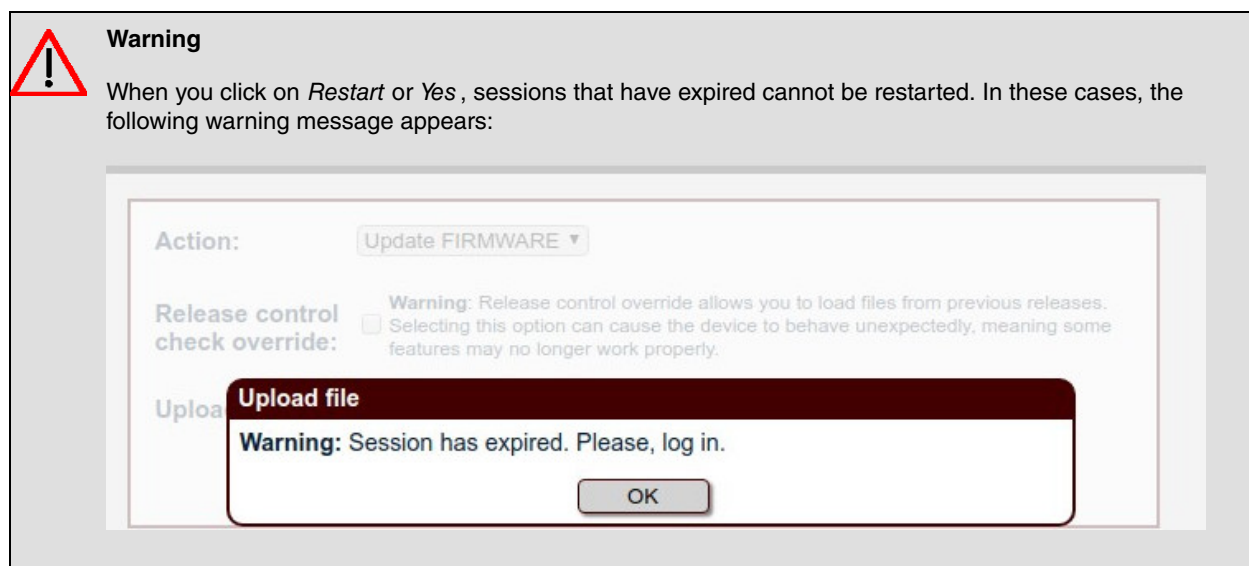 Warning
When you click on Restart or Yes , sessions that have expired cannot be restarted. In these cases, the
following warning message appears:
Action:
Update FIRMWARE
Release control
check override:
Warning: Release control override allows you to load files from previous releases.
Selecting this option can cause the device to behave unexpectedly, meaning some
features may no longer work properly.
Uploa
Upload file
Warning: Session has expired. Please, log in.
OK